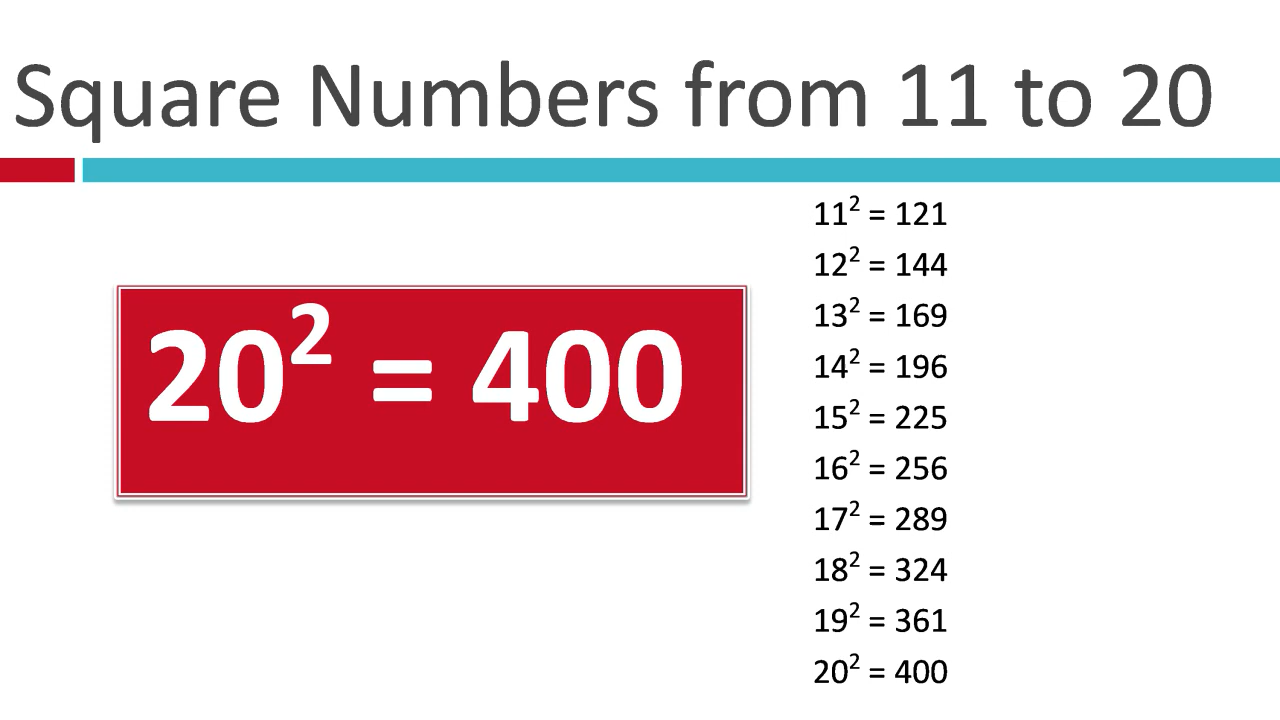 Square Numbers from 11 to 20
20² = 400
11² = 121
12² = 144
13² = 169
14² = 196
15² = 225
16² = 256
17² = 289
18² = 324
19² = 361
20² = 400